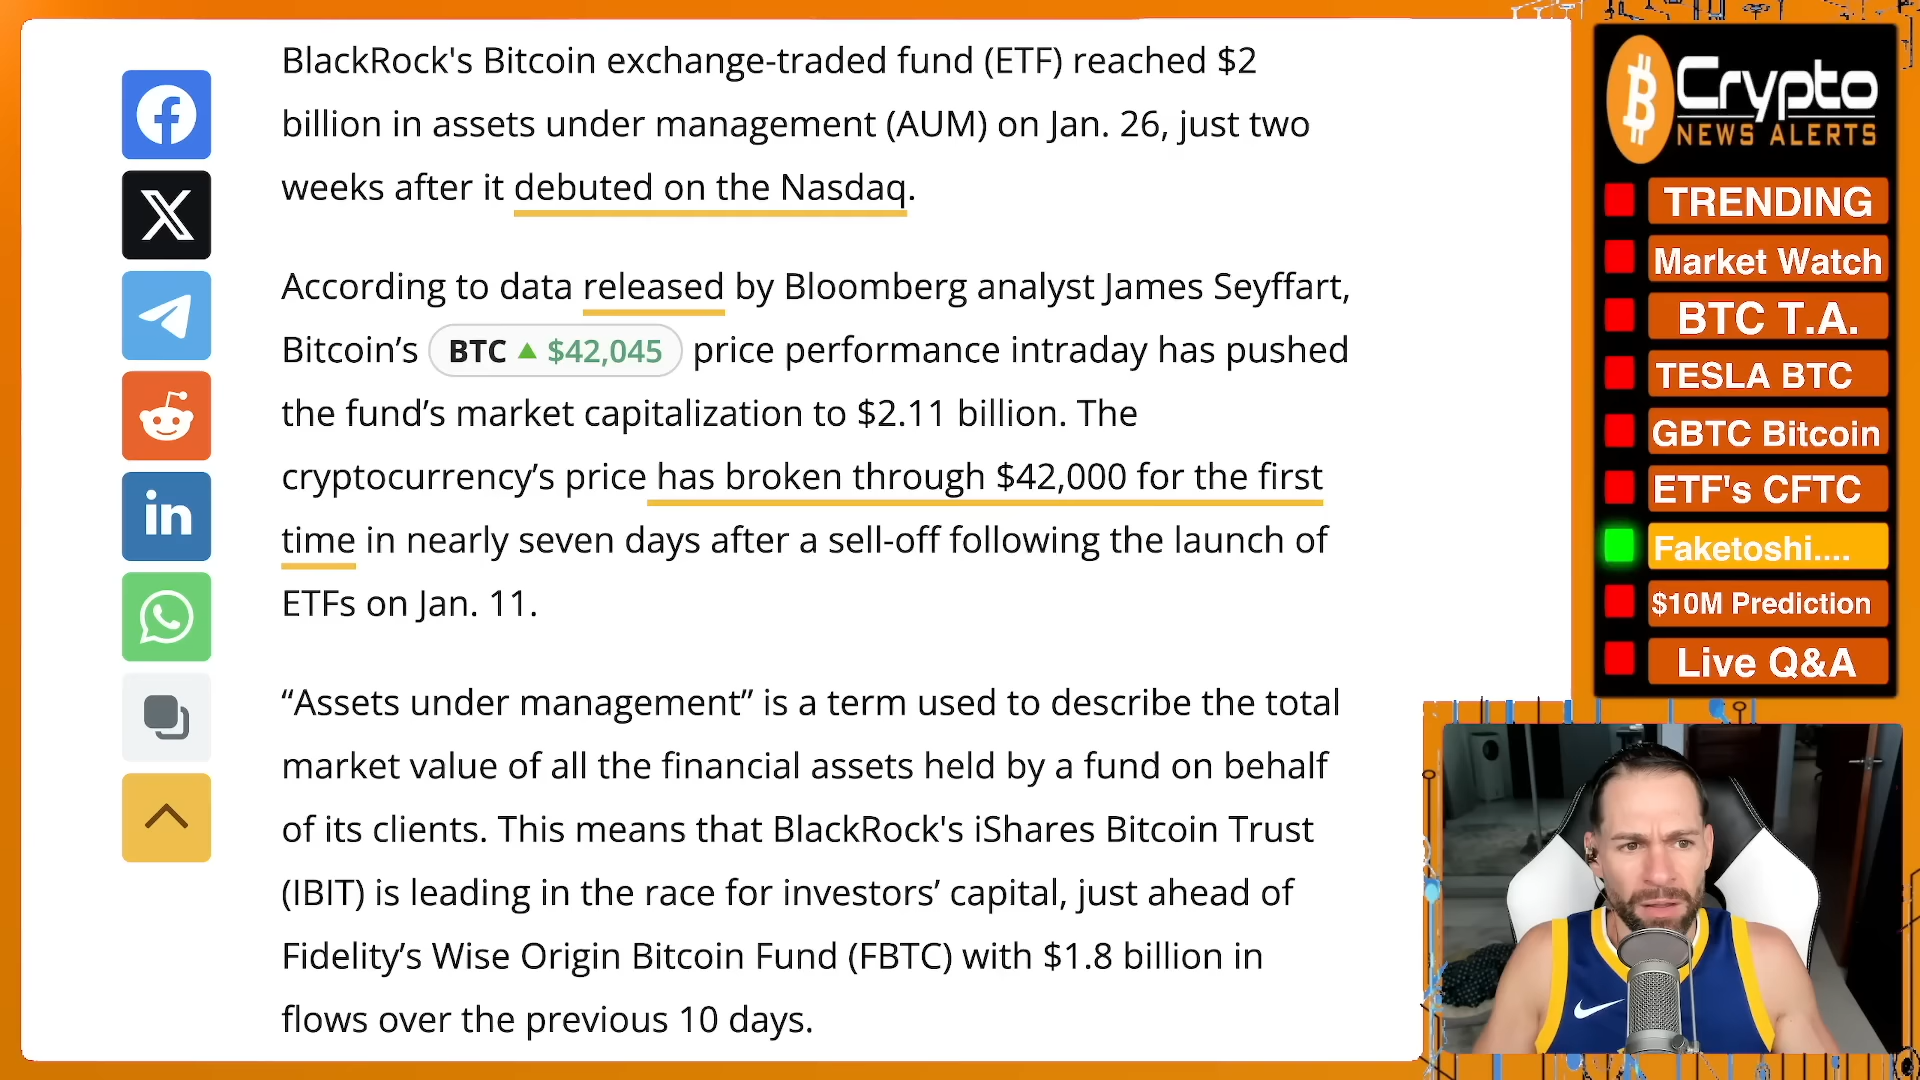 BlackRock's Bitcoin exchange-traded fund (ETF) reached $2
billion in assets under management (AUM) on Jan. 26, just two
weeks after it debuted on the Nasdaq.
According to data released by Bloomberg analyst James Seyffart,
Bitcoin’s BTC ▲ $42,045 price performance intraday has pushed
the fund’s market capitalization to $2.11 billion. The
cryptocurrency’s price has broken through $42,000 for the first
time in nearly seven days after a sell-off following the launch of
ETFs on Jan. 11.
“Assets under management” is a term used to describe the total
market value of all the financial assets held by a fund on behalf
of its clients. This means that BlackRock's iShares Bitcoin Trust
(IBIT) is leading in the race for investors’ capital, just ahead of
Fidelity’s Wise Origin Bitcoin Fund (FBTC) with $1.8 billion in
flows over the previous 10 days.
Crypto
NEWS ALERTS
TRENDING
Market Watch
BTC T.A.
TESLA BTC
GBTC Bitcoin
ETF's CFTC
Faketoshi....
$10M Prediction
Live Q&A